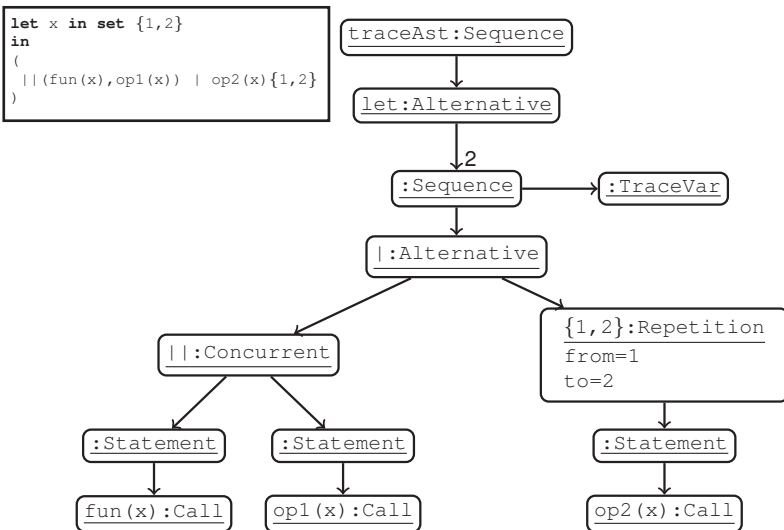 let x in set {1,2}
in
(
||(fun(x),op1(x)) | op2(x){1,2}
)
traceAst:Sequence
let:Alternative
2
:Sequence
:TraceVar
|:Alternative
||:Concurrent
{1,2}:Repetition
from=1
to=2
:Statement
:Statement
:Statement
fun(x):Call
op1(x):Call
op2(x):Call